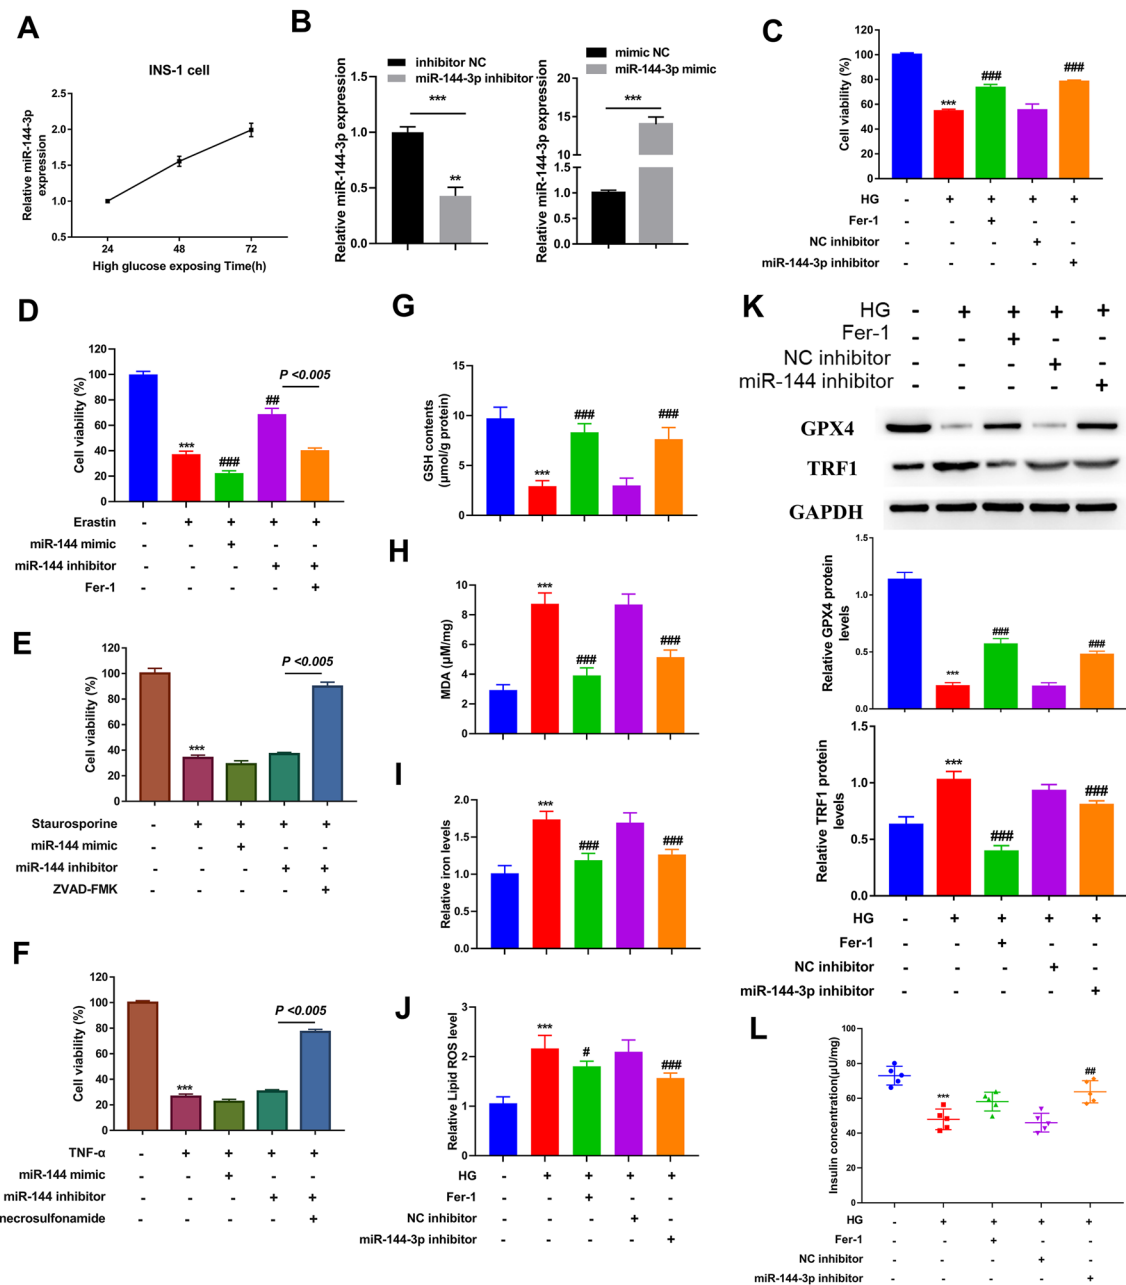 A
INS-1 cell
Relative miR-144-3p
expression
2.5
2.0
1.5
1.0
0.5
24 48 72
High glucose exposing Time(h)
B
inhibitor NC
miR-144-3p inhibitor
Relative miR-144-3p expression
1.5
1.0
0.5
0.0
***
**
mimic NC
miR-144-3p mimic
Relative miR-144-3p expression
20
15
10
1.5
1.0
0.5
0.0
***
C
Cell viability (%)
120
100
80
60
40
20
0
*** ### ###
HG - + + + +
Fer-1 - - + - -
NC inhibitor - - - + -
miR-144-3p inhibitor - - - - +
D
Cell viability (%)
120
100
80
60
40
20
0
*** ### ## P <0.005
Erastin - + + + +
miR-144 mimic - - + - -
miR-144 inhibitor - - - + +
Fer-1 - - - - +
E
Cell viability (%)
120
100
80
60
40
20
0
*** P <0.005
Staurosporine - + + + +
miR-144 mimic - - + - -
miR-144 inhibitor - - - + +
ZVAD-FMK - - - - +
F
Cell viability (%)
120
100
80
60
40
20
0
*** P <0.005
TNF-α - + + + +
miR-144 mimic - - + - -
miR-144 inhibitor - - - + +
necrosulfonamide - - - - +
G
GSH contents
(μmol/g protein)
15
10
5
0
*** ### ###
H
MDA (μM/mg)
10
8
6
4
2
0
*** ### ###
I
Relative iron levels
2.0
1.5
1.0
0.5
0.0
*** ### ###
J
Relative Lipid ROS level
3
2
1
0
*** # ###
HG - + + + +
Fer-1 - - + - -
NC inhibitor - - - + -
miR-144-3p inhibitor - - - - +
K
HG - + + + +
Fer-1 - - + - -
NC inhibitor - - - + -
miR-144 inhibitor - - - - +
GPX4
TRF1
GAPDH
Relative GPX4 protein
levels
1.5
1.0
0.5
0.0
*** ### ###
Relative TRF1 protein
levels
1.5
1.0
0.5
0.0
*** ### ###
HG - + + + +
Fer-1 - - + - -
NC inhibitor - - - + -
miR-144-3p inhibitor - - - - +
L
Insulin concentration(μU/mg)
100
80
60
40
20
0
*** ##
HG - + + + +
Fer-1 - - + - -
NC inhibitor - - - + -
miR-144-3p inhibitor - - - - +